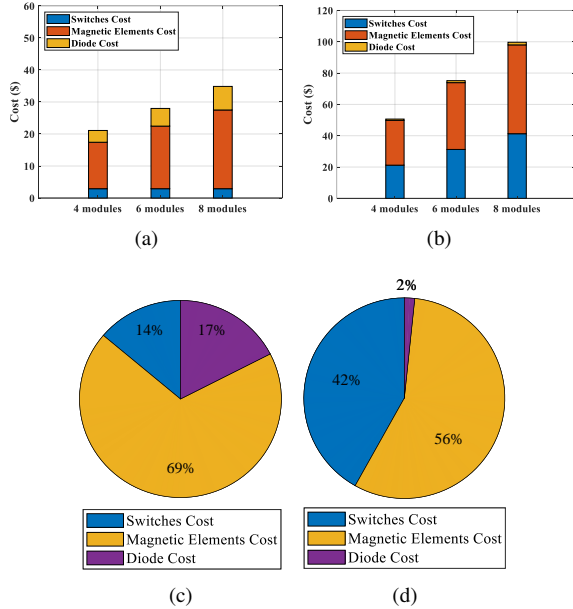 60
50
40
30
20
10
0
Cost ($)
Switches Cost
Magnetic Elements Cost
Diode Cost
4 modules 6 modules 8 modules
(a)
120
100
80
60
40
20
0
Cost ($)
Switches Cost
Magnetic Elements Cost
Diode Cost
4 modules 6 modules 8 modules
(b)
14% 17%
69%
Switches Cost
Magnetic Elements Cost
Diode Cost
(c)
2%
42%
56%
Switches Cost
Magnetic Elements Cost
Diode Cost
(d)